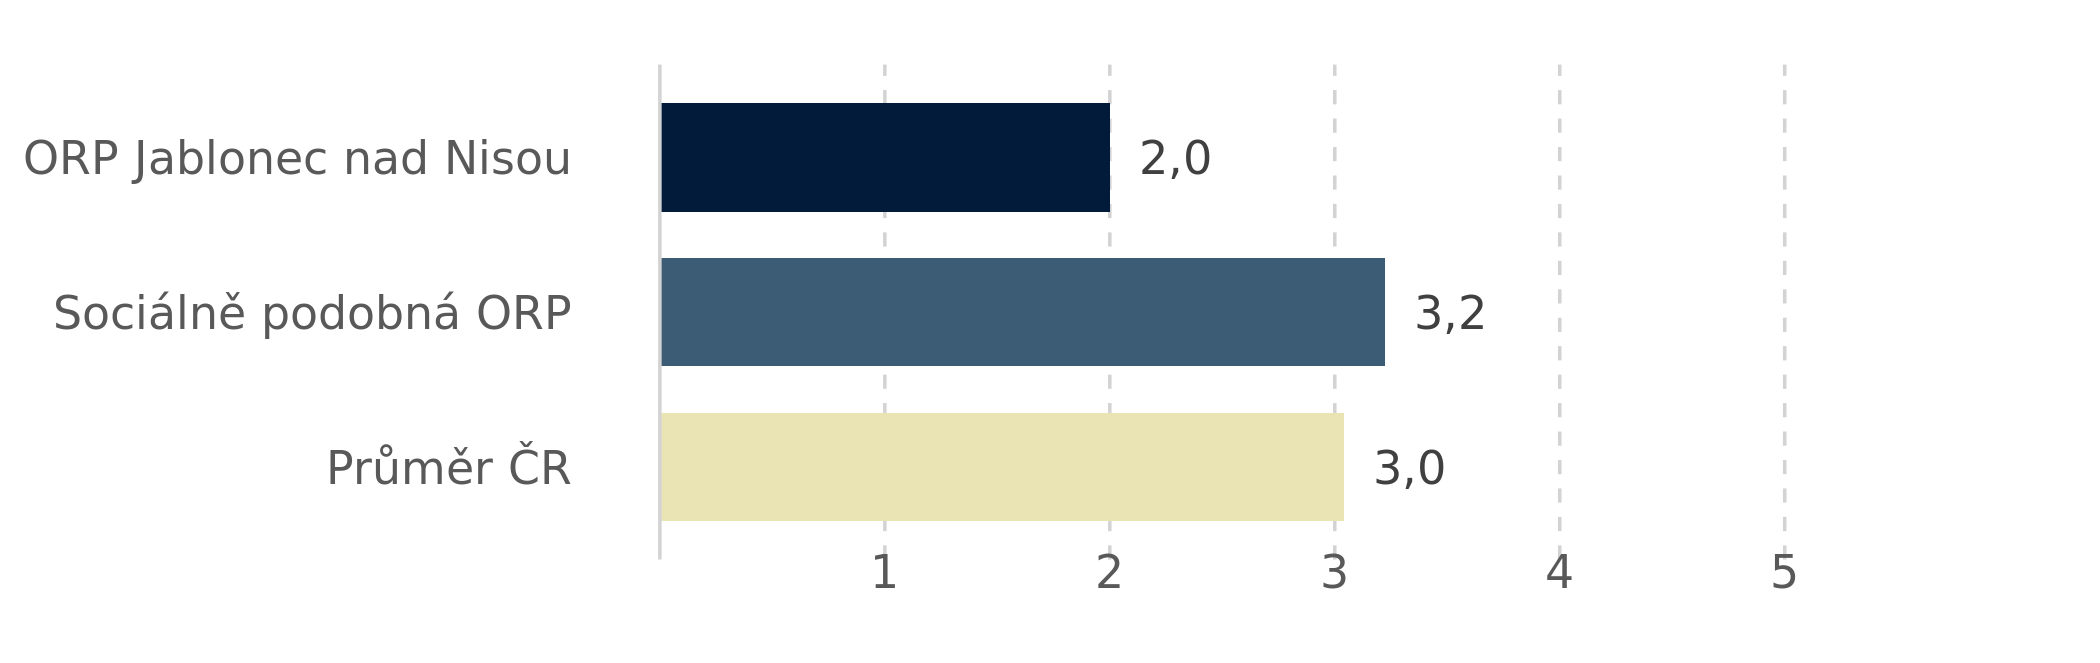 ORP Jablonec nad Nisou
2,0
Sociálně podobná ORP
3,2
Průměr ČR
3,0
1 2 3 4 5